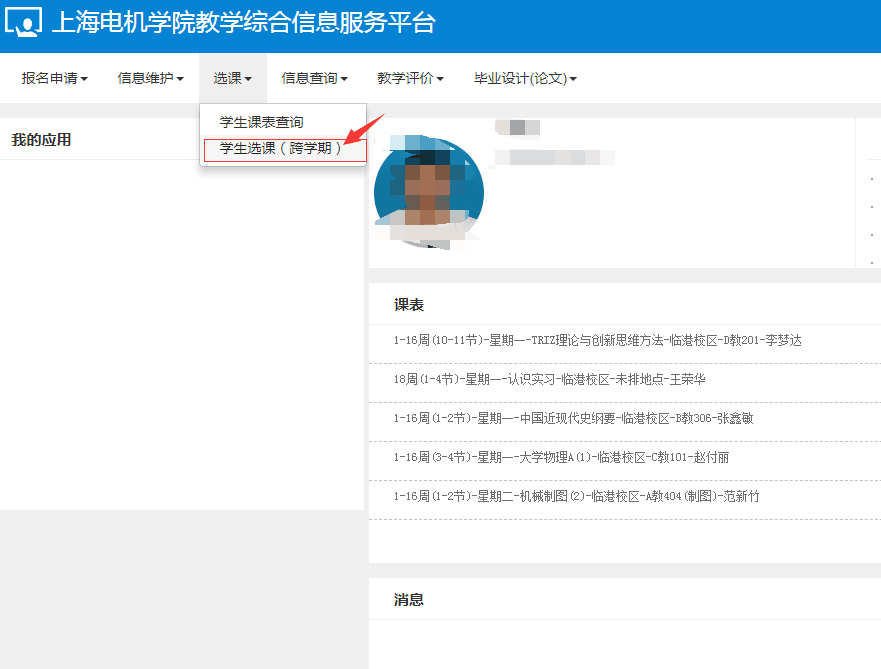 上海电机学院教学综合信息服务平台
报名申请 信息维护 选课 信息查询 教学评价 毕业设计(论文)
学生课表查询
学生选课（跨学期）
我的应用
课表
1-16周(10-11节)-星期一-TRIZ理论与创新思维方法-临港校区-D教201-李梦达
18周(1-4节)-星期一-认识实习-临港校区-未排地点-王荣华
1-16周(1-2节)-星期一-中国近现代史纲要-临港校区-B教306-张鑫敏
1-16周(3-4节)-星期一-大学物理A(1)-临港校区-C教101-赵付丽
1-16周(1-2节)-星期二-机械制图(2)-临港校区-A教404(制图)-范新竹
消息